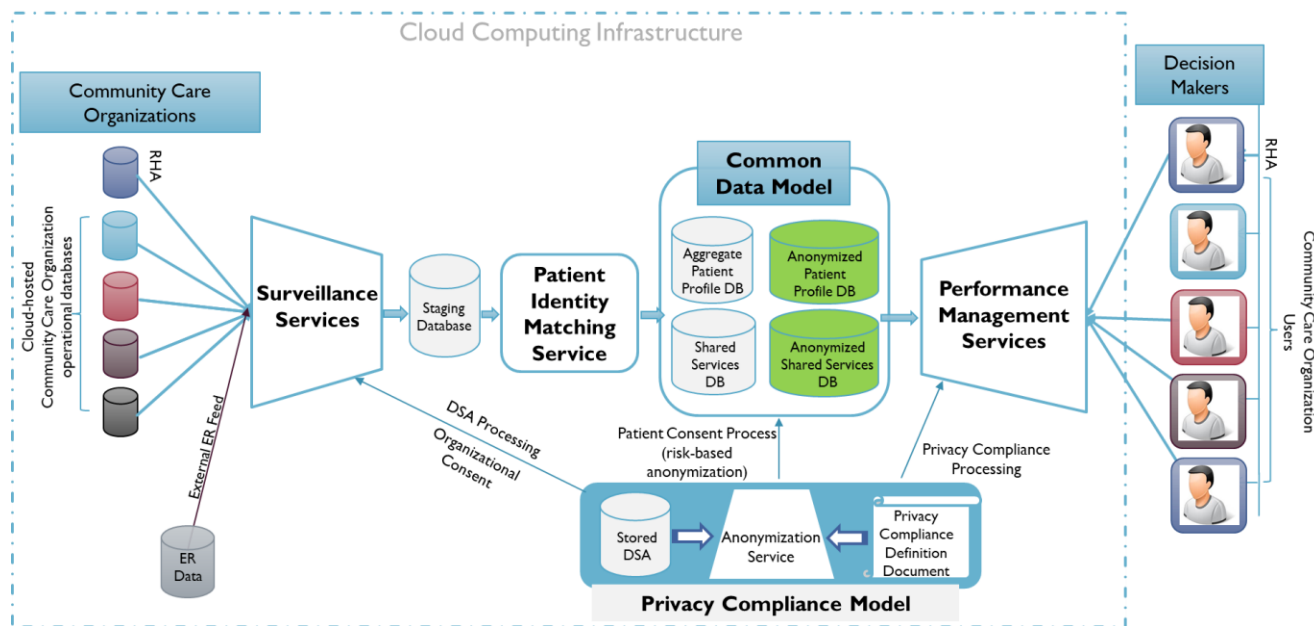 Cloud Computing Infrastructure
Community Care
Organizations
RHA
Cloud-hosted
Community Care Organization
operational databases
External ER Feed
ER
Data
Surveillance
Services
Staging
Database
Patient
Identity
Matching
Service
Common
Data Model
Aggregate
Patient
Profile DB
Anonymized
Patient
Profile DB
Shared
Services
DB
Anonymized
Shared Services
DB
Performance
Management
Services
DSA Processing
Organizational
Consent
Patient Consent Process
(risk-based
anonymization)
Privacy Compliance
Processing
Stored
DSA
Anonymization
Service
Privacy
Compliance
Definition
Document
Privacy Compliance Model
Decision
Makers
RHA
Community Care Organization
Users